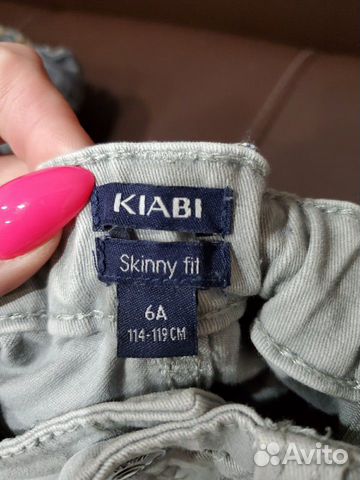 KIABI
Skinny fit
6A
114-119 CM
Avito